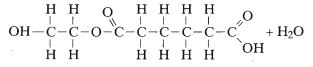 H H H H H H
O O
OH—C—C—O—C—C—C—C—C—C + H₂O
OH
H H H H H H